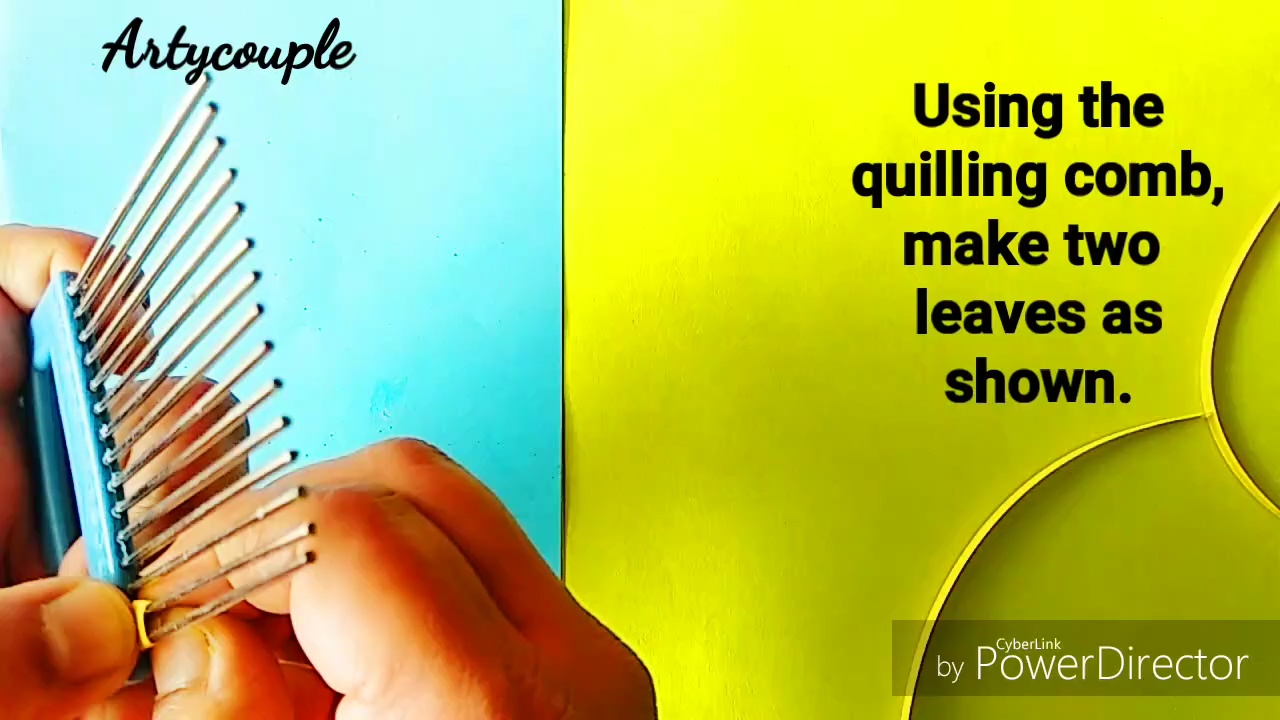 Artycouple
Using the
quilling comb,
make two
leaves as
shown.
CyberLink
by PowerDirector